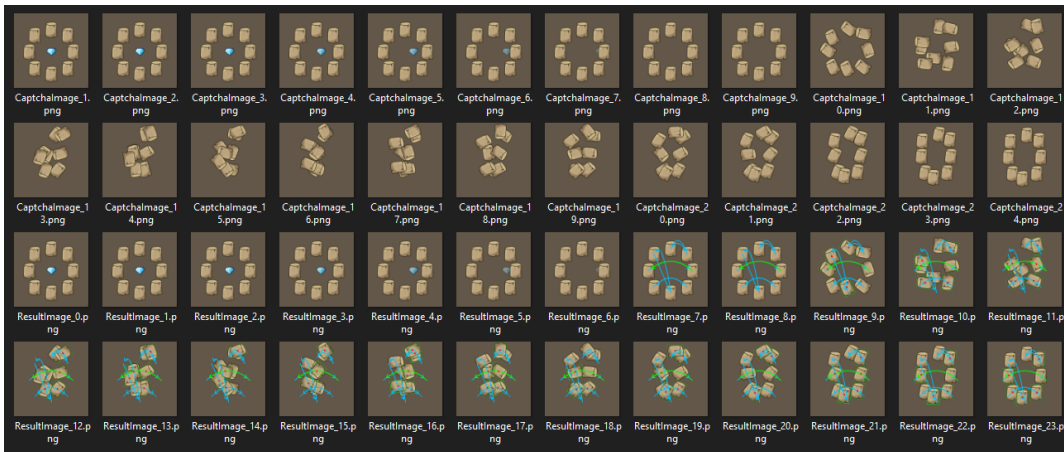 CaptchaImage_1.
png
CaptchaImage_2.
png
CaptchaImage_3.
png
CaptchaImage_4.
png
CaptchaImage_5.
png
CaptchaImage_6.
png
CaptchaImage_7.
png
CaptchaImage_8.
png
CaptchaImage_9.
png
CaptchaImage_1
0.png
CaptchaImage_1
1.png
CaptchaImage_1
2.png
CaptchaImage_1
3.png
CaptchaImage_1
4.png
CaptchaImage_1
5.png
CaptchaImage_1
6.png
CaptchaImage_1
7.png
CaptchaImage_1
8.png
CaptchaImage_1
9.png
CaptchaImage_2
0.png
CaptchaImage_2
1.png
CaptchaImage_2
2.png
CaptchaImage_2
3.png
CaptchaImage_2
4.png
ResultImage_0.p
ng
ResultImage_1.p
ng
ResultImage_2.p
ng
ResultImage_3.p
ng
ResultImage_4.p
ng
ResultImage_5.p
ng
ResultImage_6.p
ng
ResultImage_7.p
ng
ResultImage_8.p
ng
ResultImage_9.p
ng
ResultImage_10.p
ng
ResultImage_11.p
ng
ResultImage_12.p
ng
ResultImage_13.p
ng
ResultImage_14.p
ng
ResultImage_15.p
ng
ResultImage_16.p
ng
ResultImage_17.p
ng
ResultImage_18.p
ng
ResultImage_19.p
ng
ResultImage_20.p
ng
ResultImage_21.p
ng
ResultImage_22.p
ng
ResultImage_23.p
ng